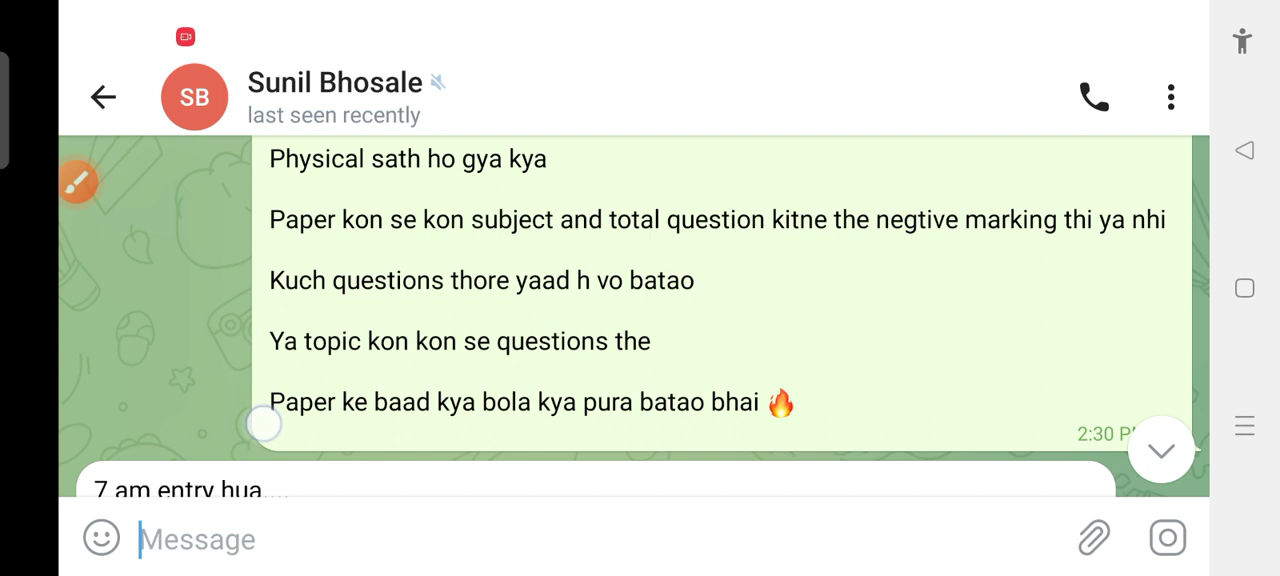 SB
Sunil Bhosale
last seen recently
Physical sath ho gya kya
Paper kon se kon subject and total question kitne the negtive marking thi ya nhi
Kuch questions thore yaad h vo batao
Ya topic kon kon se questions the
Paper ke baad kya bola kya pura batao bhai 🔥
2:30 P
7 am entry hua....
Message